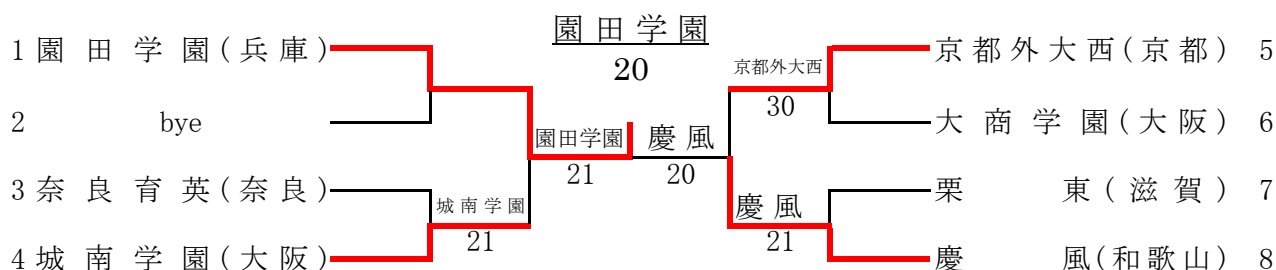 園田学園
20
1 園田学園(兵庫)
2 bye
3 奈良育英(奈良)
4 城南学園(大阪)
城南学園
21
園田学園
21
慶風
20
京都外大西
30
慶風
21
京都外大西(京都) 5
大商学園(大阪) 6
栗東(滋賀) 7
慶風(和歌山) 8